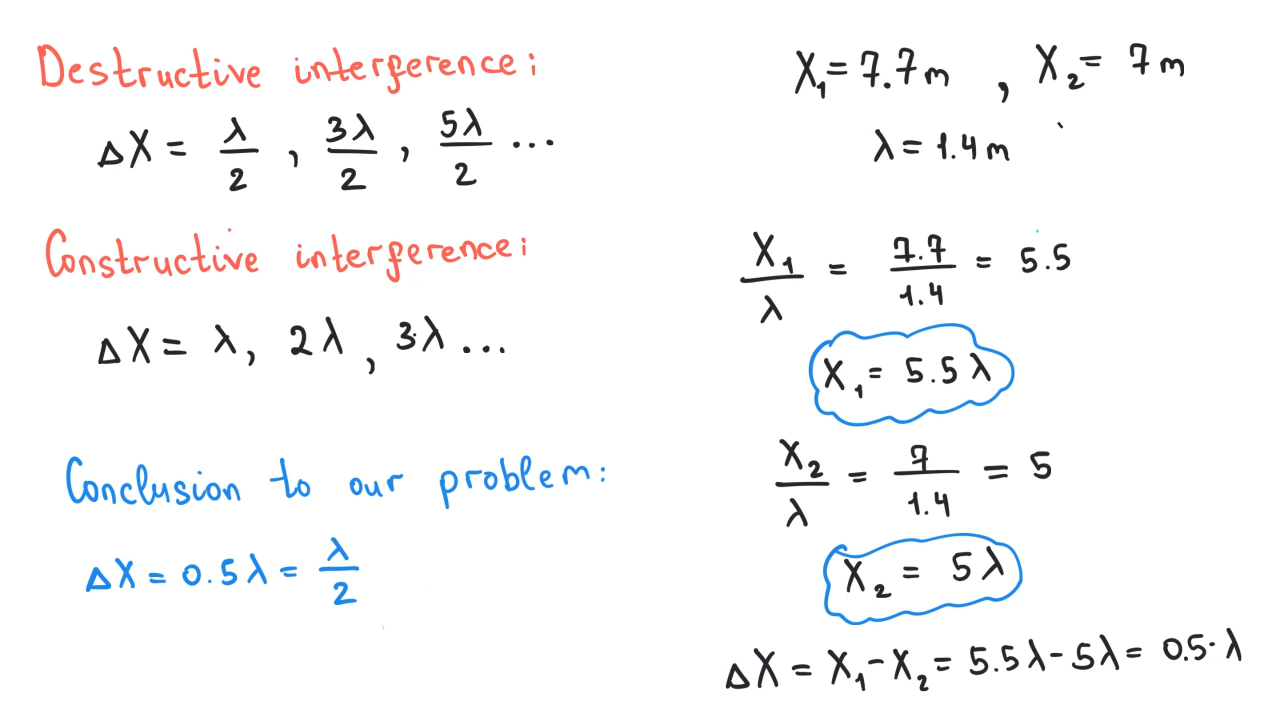 Destructive interference:
ΔX = λ/2 , 3λ/2 , 5λ/2 ...
Constructive interference:
ΔX = λ, 2λ , 3λ ...
Conclusion to our problem:
ΔX = 0.5λ = λ/2
X₁ = 7.7m , X₂ = 7m
λ = 1.4m
X₁/λ = 7.7/1.4 = 5.5
X₁ = 5.5λ
X₂/λ = 7/1.4 = 5
X₂ = 5λ
ΔX = X₁ - X₂ = 5.5λ - 5λ = 0.5·λ